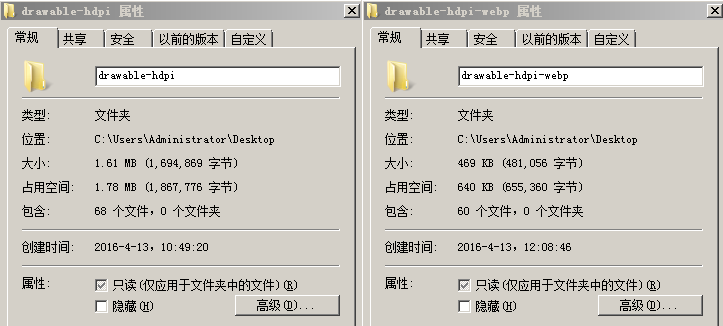 drawable-hdpi 属性
常规 共享 安全 以前的版本 自定义
drawable-hdpi
类型: 文件夹
位置: C:\Users\Administrator\Desktop
大小: 1.61 MB (1,694,869 字节)
占用空间: 1.78 MB (1,867,776 字节)
包含: 68 个文件，0 个文件夹
创建时间: 2016-4-13，10:49:20
属性: 只读(仅应用于文件夹中的文件)(R)
隐藏(H) 高级(D)...
drawable-hdpi-webp 属性
常规 共享 安全 以前的版本 自定义
drawable-hdpi-webp
类型: 文件夹
位置: C:\Users\Administrator\Desktop
大小: 469 KB (481,056 字节)
占用空间: 640 KB (655,360 字节)
包含: 60 个文件，0 个文件夹
创建时间: 2016-4-13，12:08:46
属性: 只读(仅应用于文件夹中的文件)(R)
隐藏(H) 高级(D)...